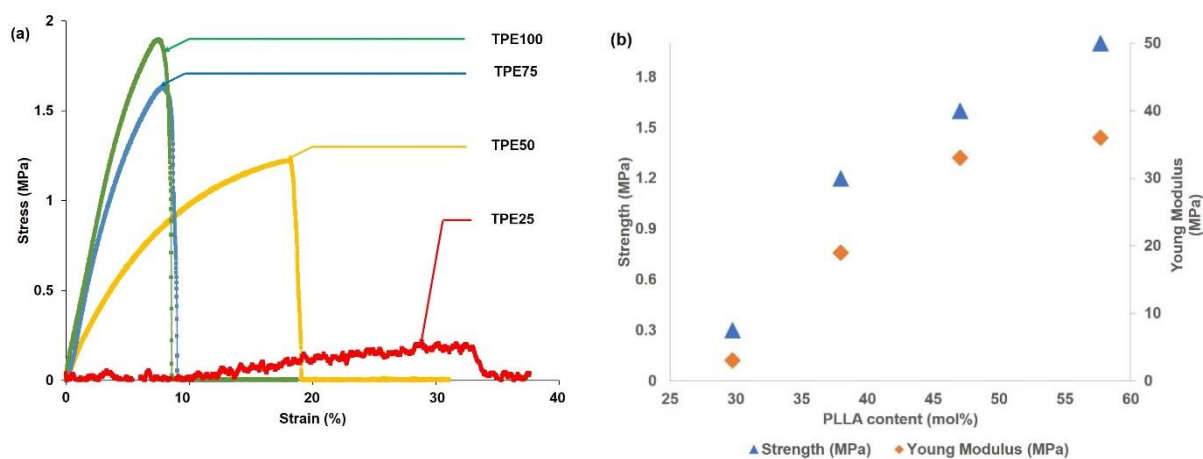 (a)
2
1.5
1
0.5
0
Stress (MPa)
0
10
20
30
40
Strain (%)
TPE100
TPE75
TPE50
TPE25
(b)
1.8
1.5
1.2
0.9
0.6
0.3
0
Strength (MPa)
50
40
30
20
10
0
Young Modulus
(MPa)
25
30
35
40
45
50
55
60
PLLA content (mol%)
Strength (MPa)
Young Modulus (MPa)